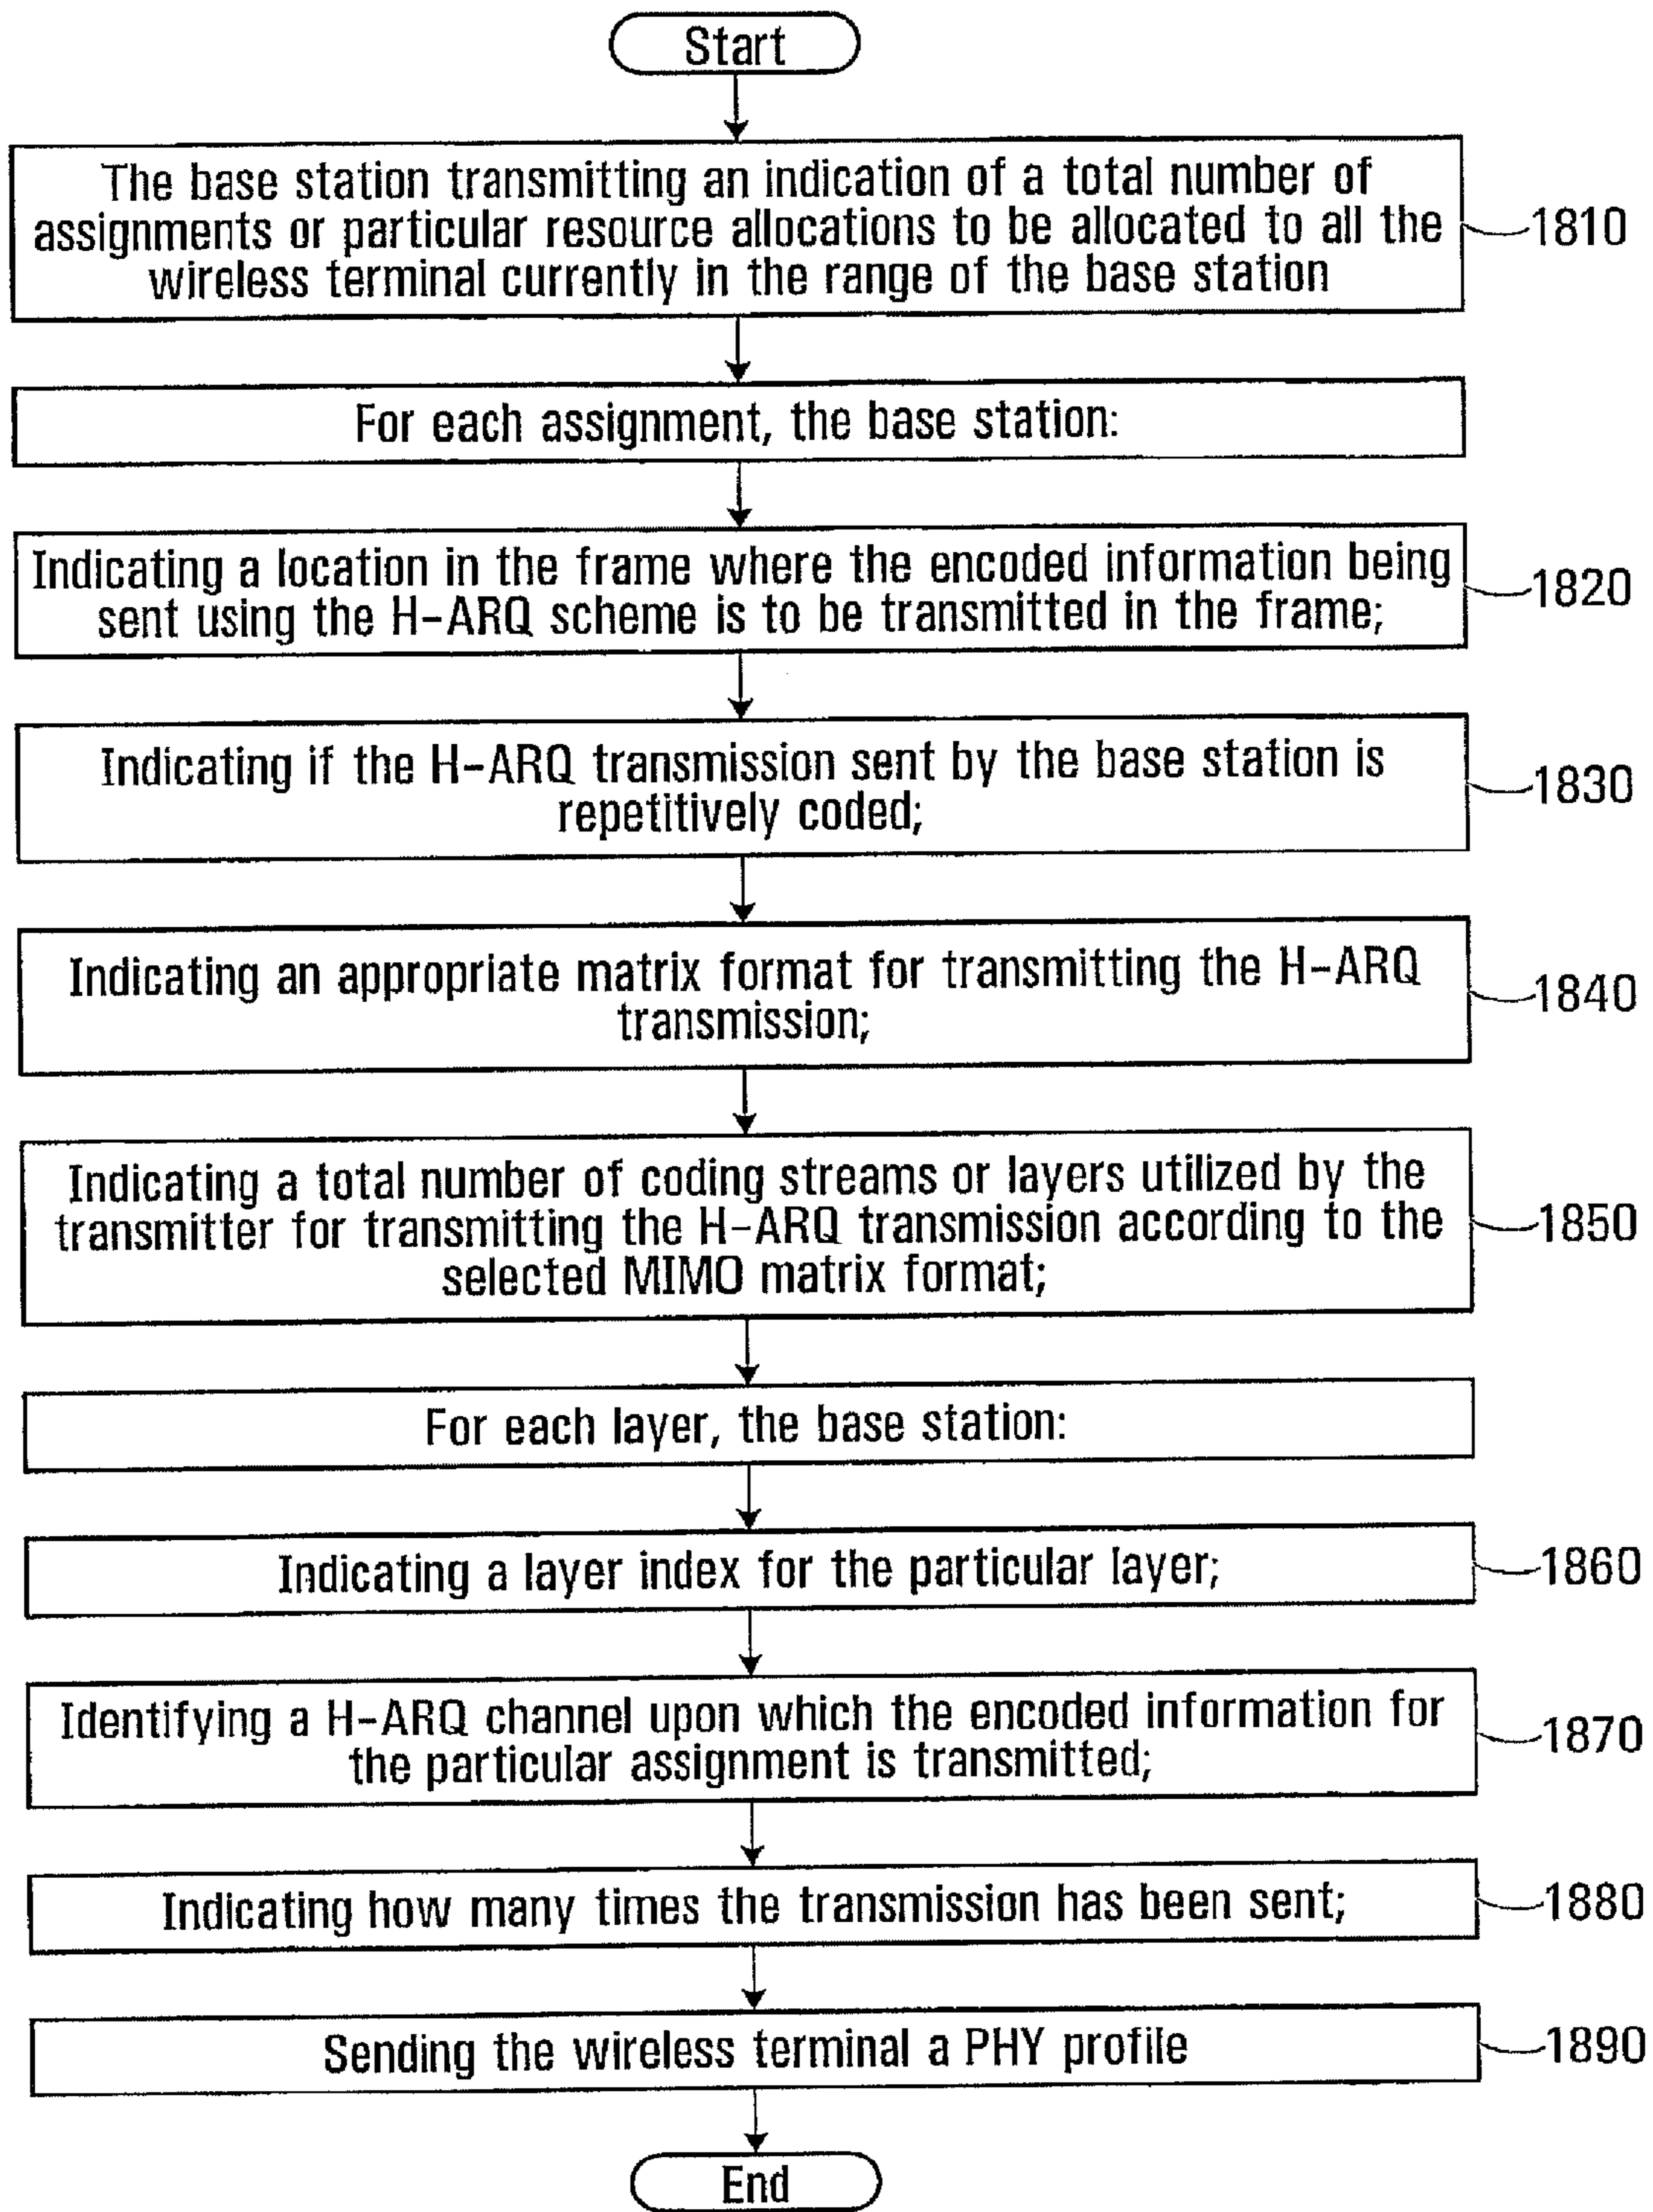 Start
The base station transmitting an indication of a total number of
assignments or particular resource allocations to be allocated to all the
wireless terminal currently in the range of the base station
1810
For each assignment, the base station:
Indicating a location in the frame where the encoded information being
sent using the H-ARQ scheme is to be transmitted in the frame;
1820
Indicating if the H-ARQ transmission sent by the base station is
repetitively coded;
1830
Indicating an appropriate matrix format for transmitting the H-ARQ
transmission;
1840
Indicating a total number of coding streams or layers utilized by the
transmitter for transmitting the H-ARQ transmission according to the
selected MIMO matrix format;
1850
For each layer, the base station:
Indicating a layer index for the particular layer;
1860
Identifying a H-ARQ channel upon which the encoded information for
the particular assignment is transmitted;
1870
Indicating how many times the transmission has been sent;
1880
Sending the wireless terminal a PHY profile
1890
End